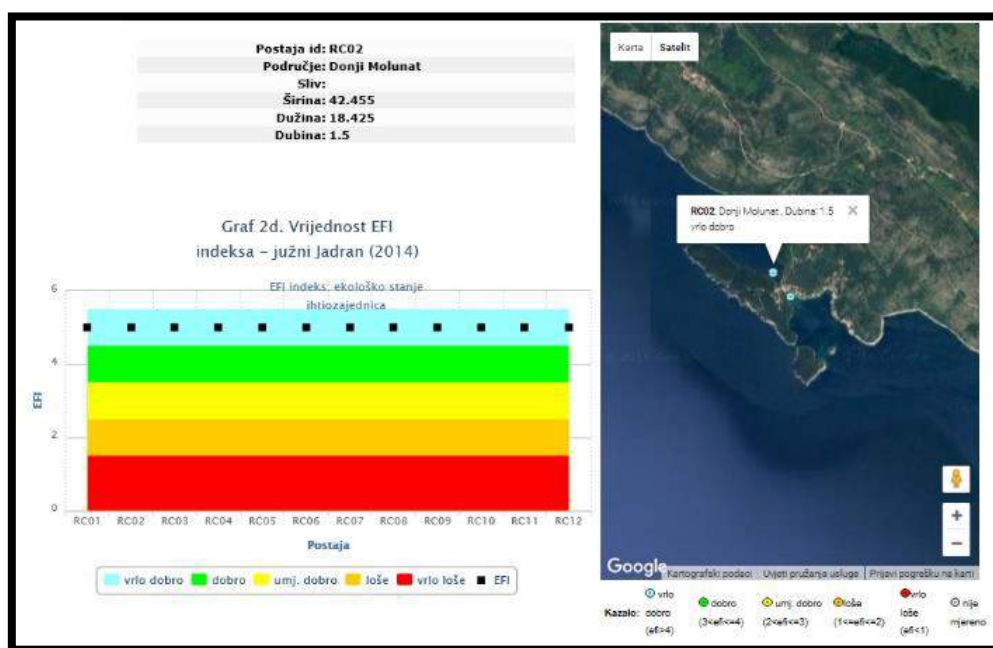 Postaja id: RC02
Područje: Donji Molunat
Sliv:
Širina: 42.455
Dužina: 18.425
Dubina: 1.5
Graf 2d. Vrijednost EFI
indeksa – južni Jadran (2014)
EFI indeks; ekološko stanje
ihtiozajednica
6
4
2
0
EFI
RC01 RC02 RC03 RC04 RC05 RC06 RC07 RC08 RC09 RC10 RC11 RC12
Postaja
vrlo dobro dobro umj. dobro loše vrlo loše EFI
Karta Satelit
RC02, Donji Molunat , Dubina: 1.5
vrlo dobro
Google
Kartografski podaci Uvjeti pružanja usluge Prijavi pogrešku na karti
Kazalo:
vrlo
dobro
(efi>4)
dobro
(3<efi<=4)
umj. dobro
(2<efi<=3)
loše
(1<=efi<=2)
vrlo
loše
(efi<1)
nije
mjereno